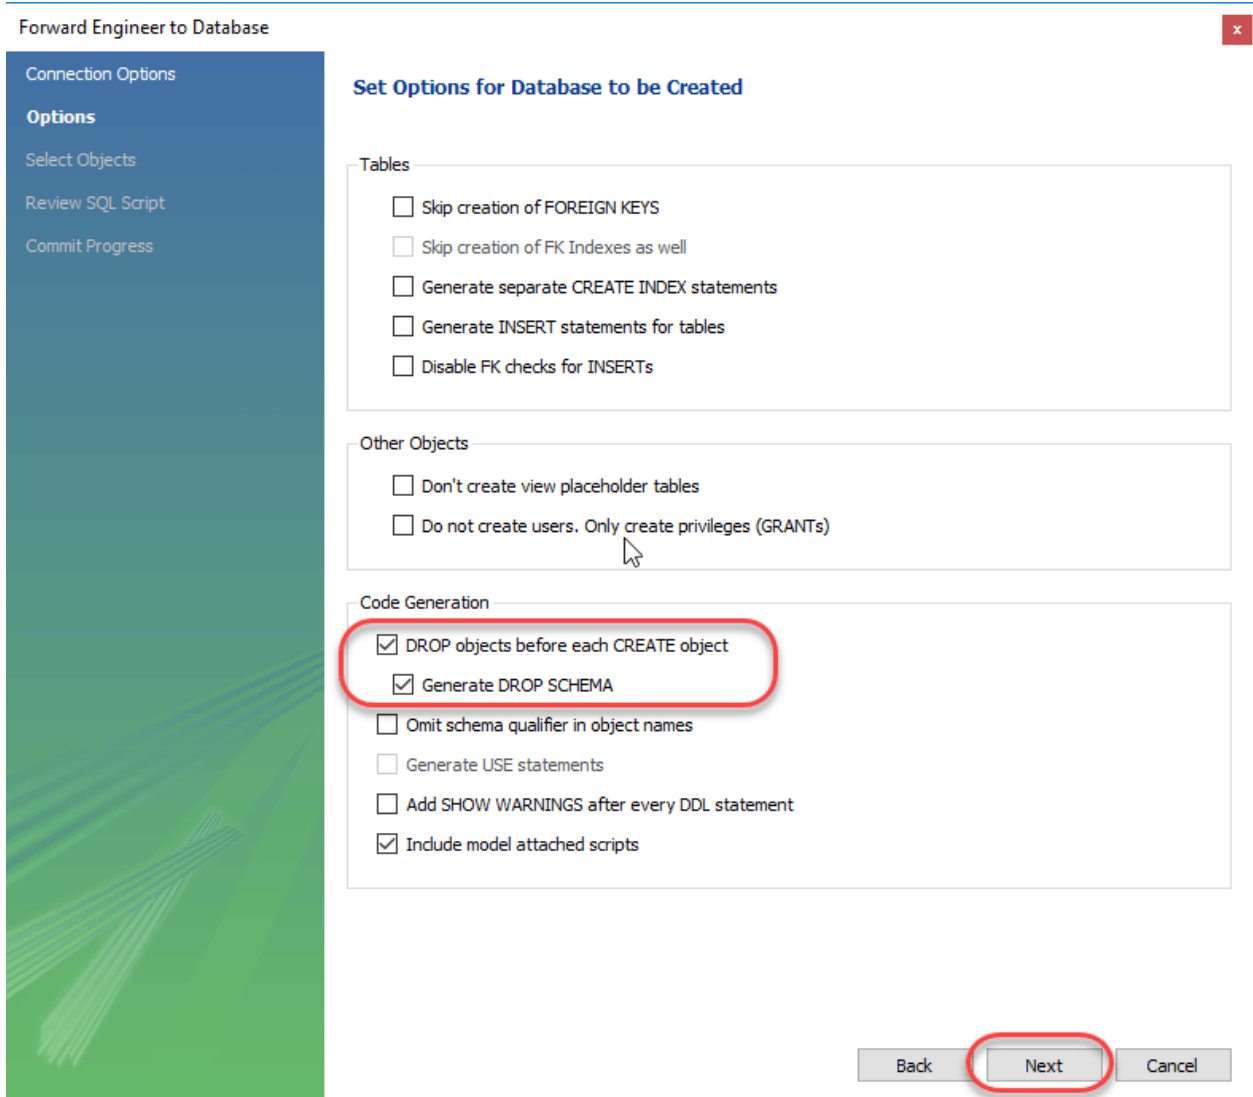 Forward Engineer to Database
x
Connection Options
Options
Select Objects
Review SQL Script
Commit Progress
Set Options for Database to be Created
Tables
Skip creation of FOREIGN KEYS
Skip creation of FK Indexes as well
Generate separate CREATE INDEX statements
Generate INSERT statements for tables
Disable FK checks for INSERTs
Other Objects
Don't create view placeholder tables
Do not create users. Only create privileges (GRANTs)
Code Generation
DROP objects before each CREATE object
Generate DROP SCHEMA
Omit schema qualifier in object names
Generate USE statements
Add SHOW WARNINGS after every DDL statement
Include model attached scripts
Back Next Cancel